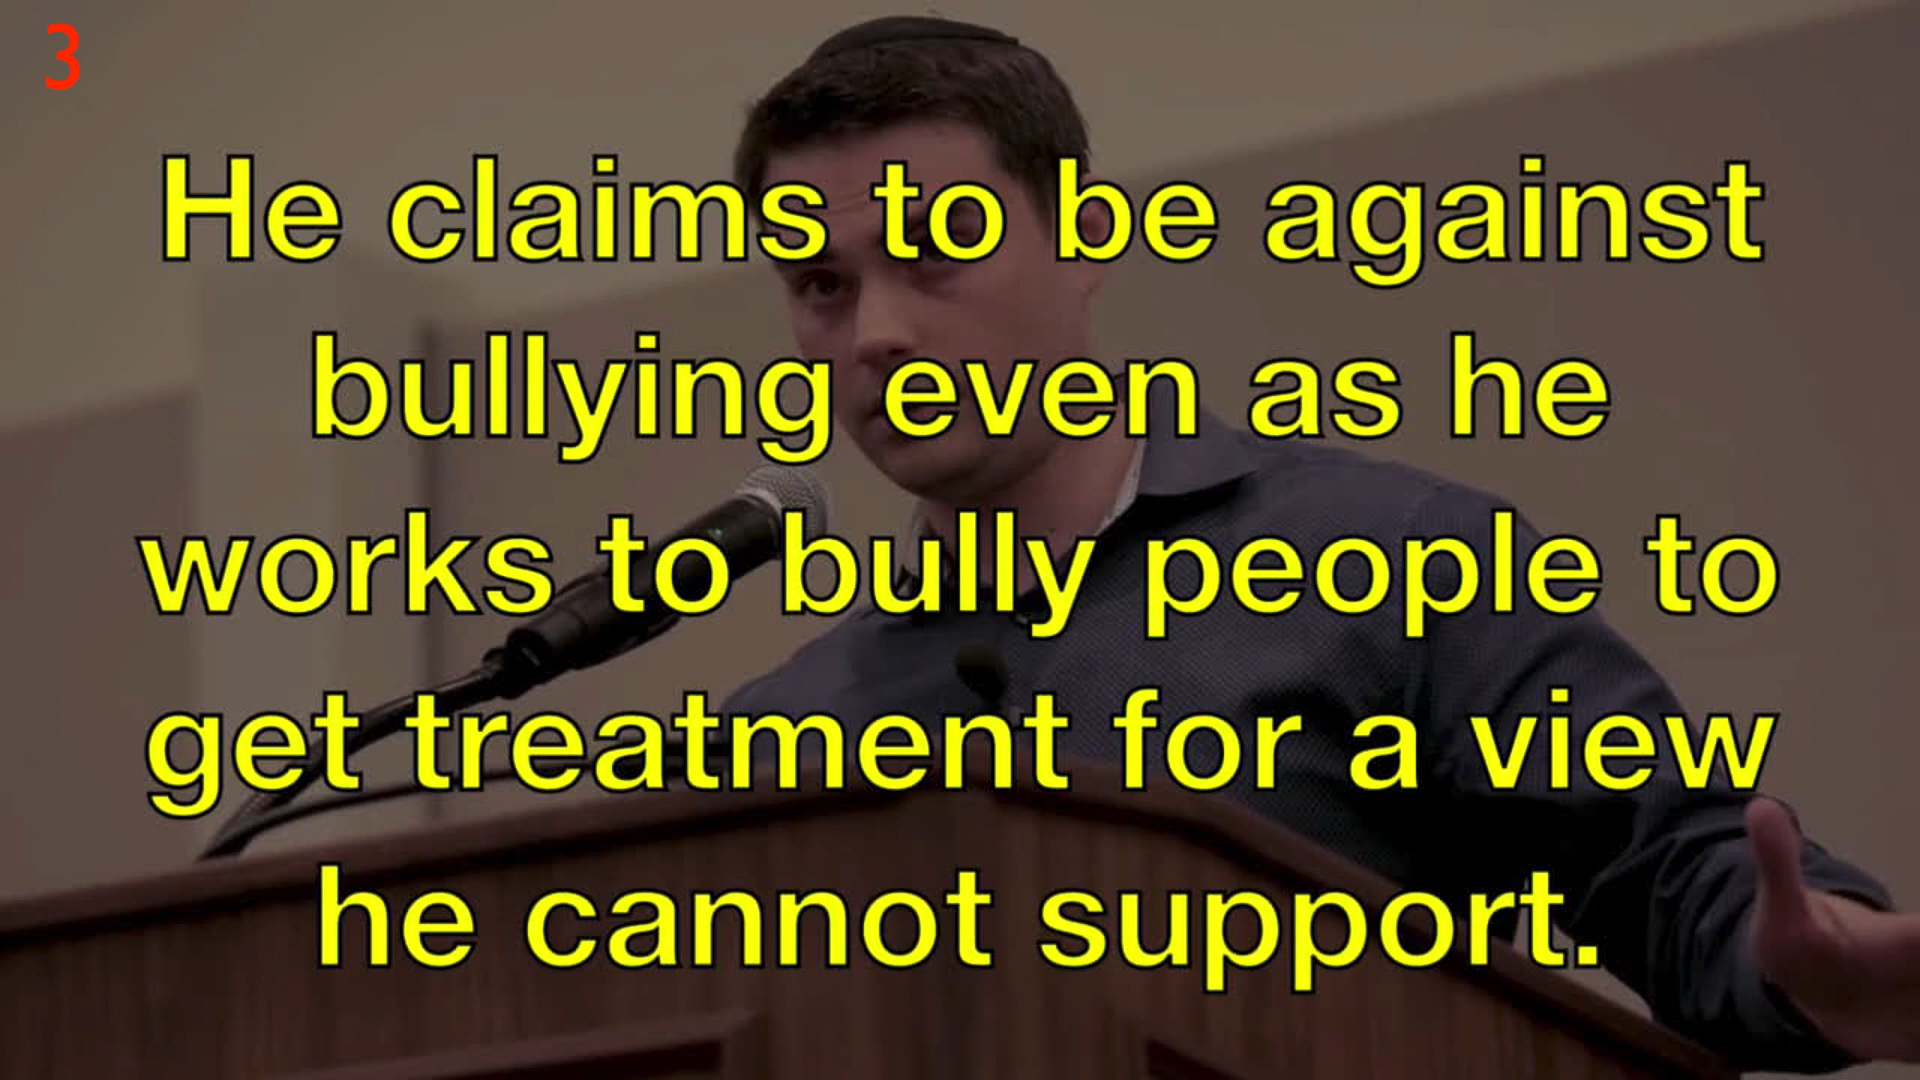 3
He claims to be against
bullying even as he
works to bully people to
get treatment for a view
he cannot support.